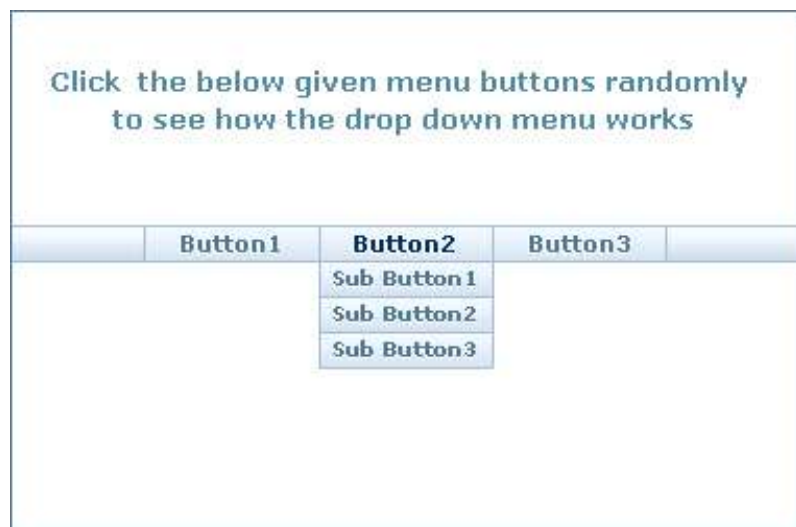 Click the below given menu buttons randomly
to see how the drop down menu works
Button1 Button2 Button3
Sub Button1
Sub Button2
Sub Button3